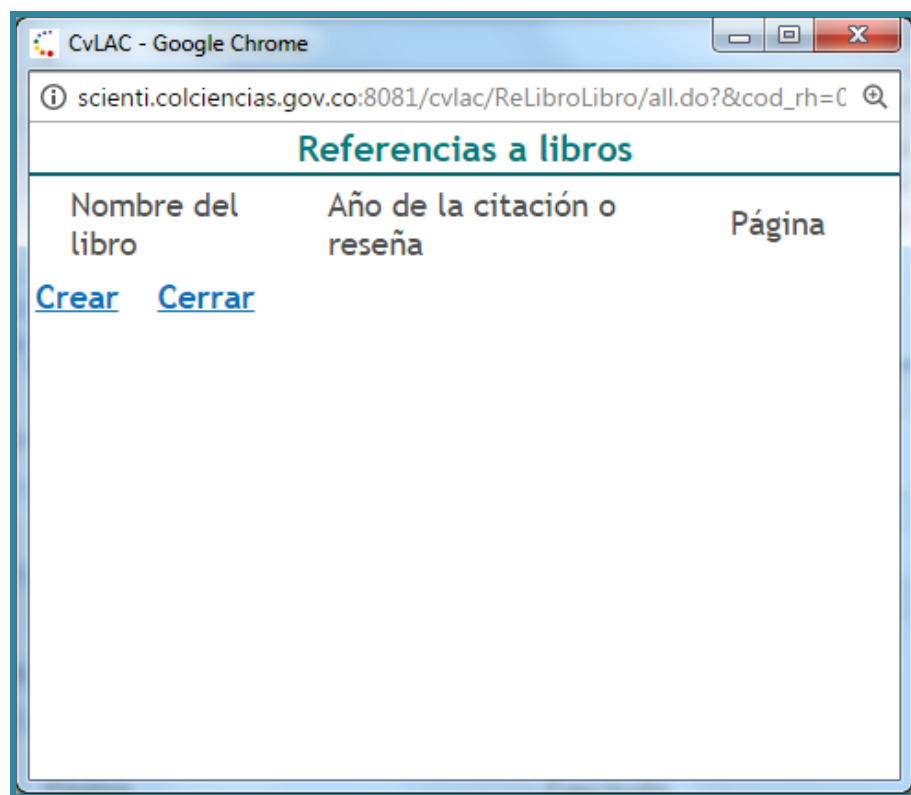 CvLAC - Google Chrome
scienti.colciencias.gov.co:8081/cvlac/ReLibroLibro/all.do?&cod_rh=0
Referencias a libros
Nombre del libro
Año de la citación o reseña
Página
Crear Cerrar